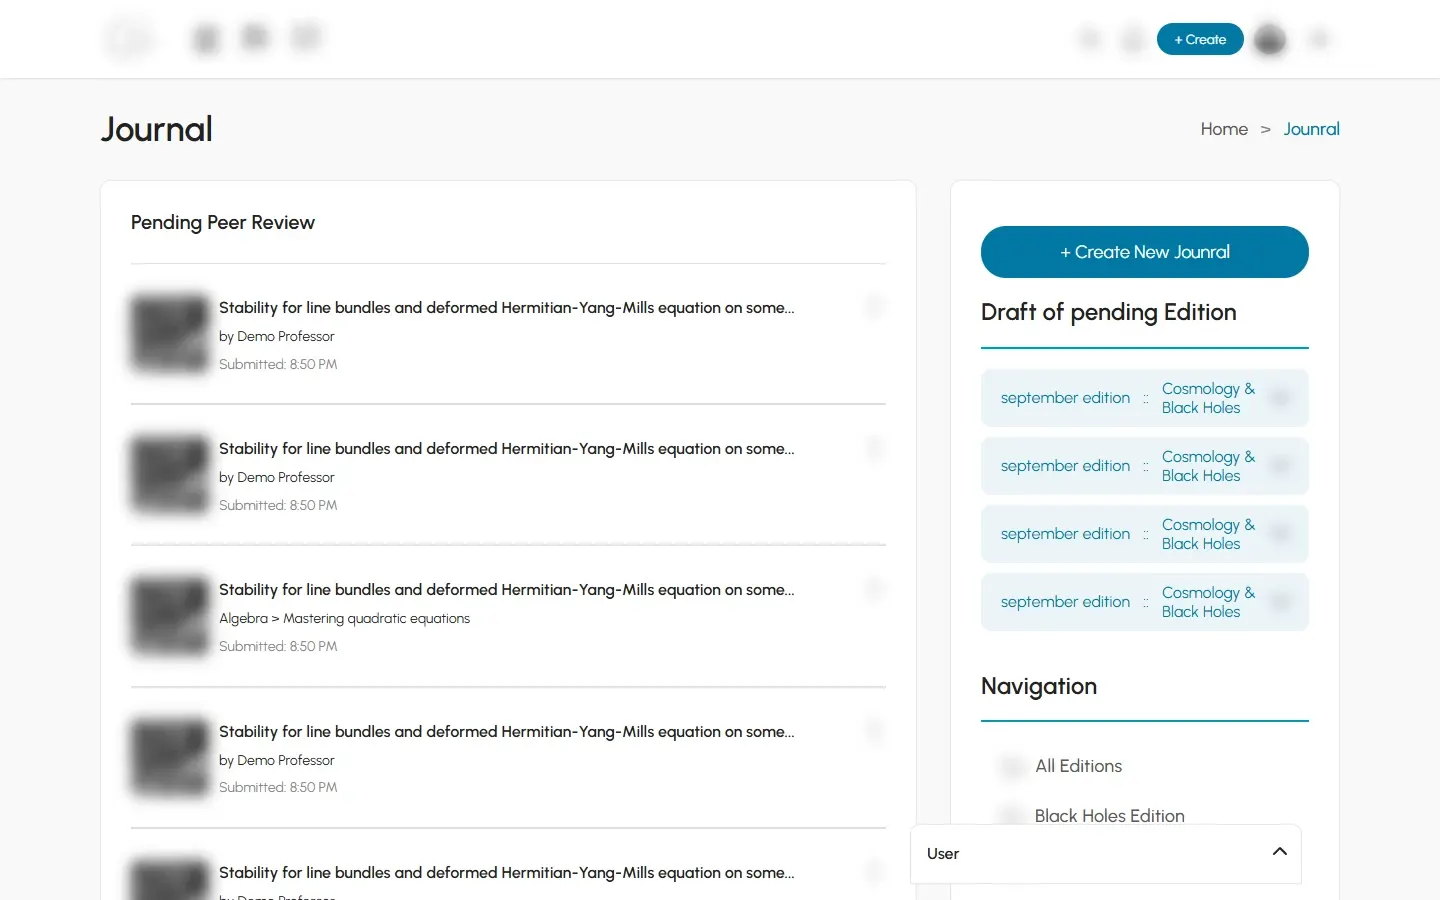 + Create
Journal
Home > Jounral
Pending Peer Review
Stability for line bundles and deformed Hermitian-Yang-Mills equation on some...
by Demo Professor
Submitted: 8:50 PM
Stability for line bundles and deformed Hermitian-Yang-Mills equation on some...
by Demo Professor
Submitted: 8:50 PM
Stability for line bundles and deformed Hermitian-Yang-Mills equation on some...
Algebra > Mastering quadratic equations
Submitted: 8:50 PM
Stability for line bundles and deformed Hermitian-Yang-Mills equation on some...
by Demo Professor
Submitted: 8:50 PM
Stability for line bundles and deformed Hermitian-Yang-Mills equation on some...
by Demo Professor
+ Create New Jounral
Draft of pending Edition
september edition :: Cosmology &
Black Holes
september edition :: Cosmology &
Black Holes
september edition :: Cosmology &
Black Holes
september edition :: Cosmology &
Black Holes
Navigation
All Editions
Black Holes Edition
User